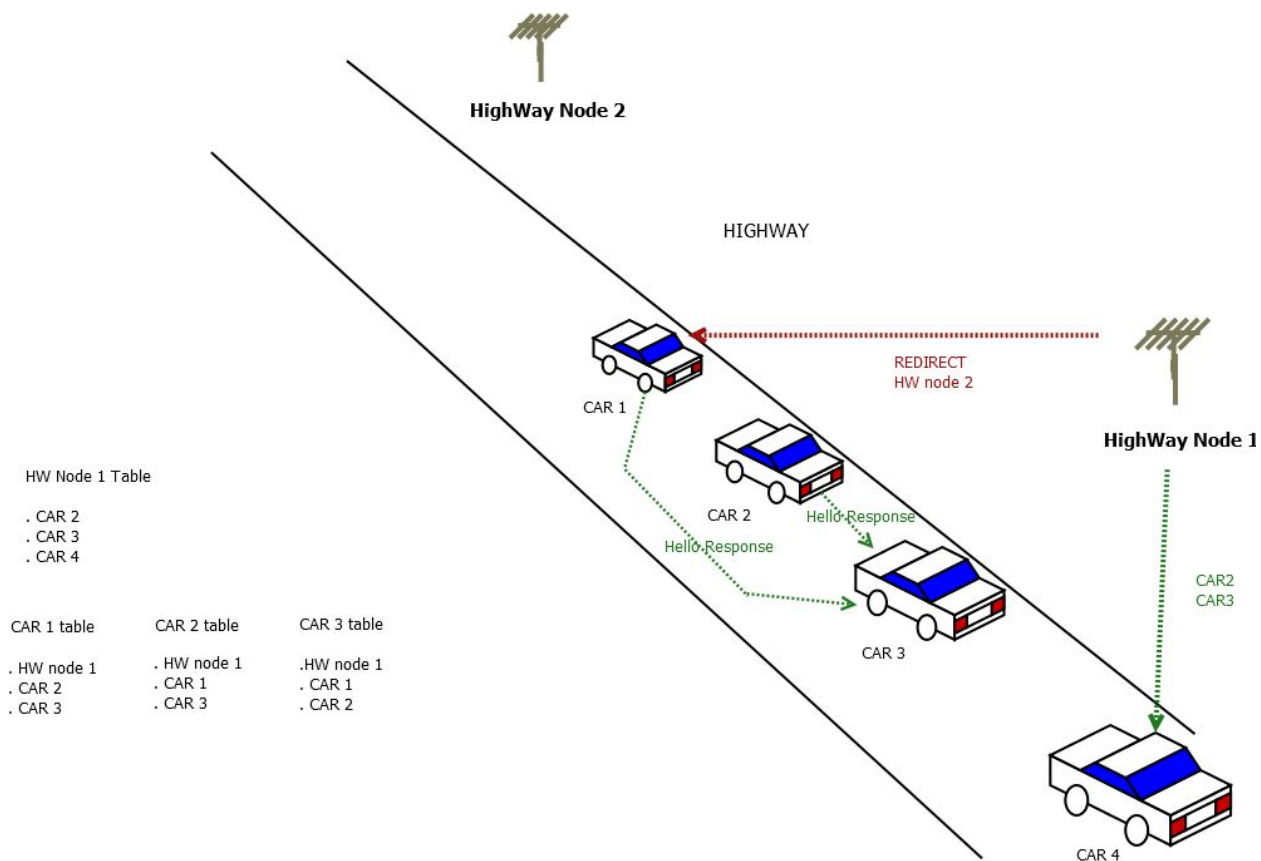 HighWay Node 2
HIGHWAY
REDIRECT
HW node 2
CAR 1
HighWay Node 1
HW Node 1 Table
. CAR 2
. CAR 3
. CAR 4
CAR 2
Hello Response
Hello Response
CAR2
CAR3
CAR 3
CAR 1 table
. HW node 1
. CAR 2
. CAR 3
CAR 2 table
. HW node 1
. CAR 1
. CAR 3
CAR 3 table
.HW node 1
. CAR 1
. CAR 2
CAR 4